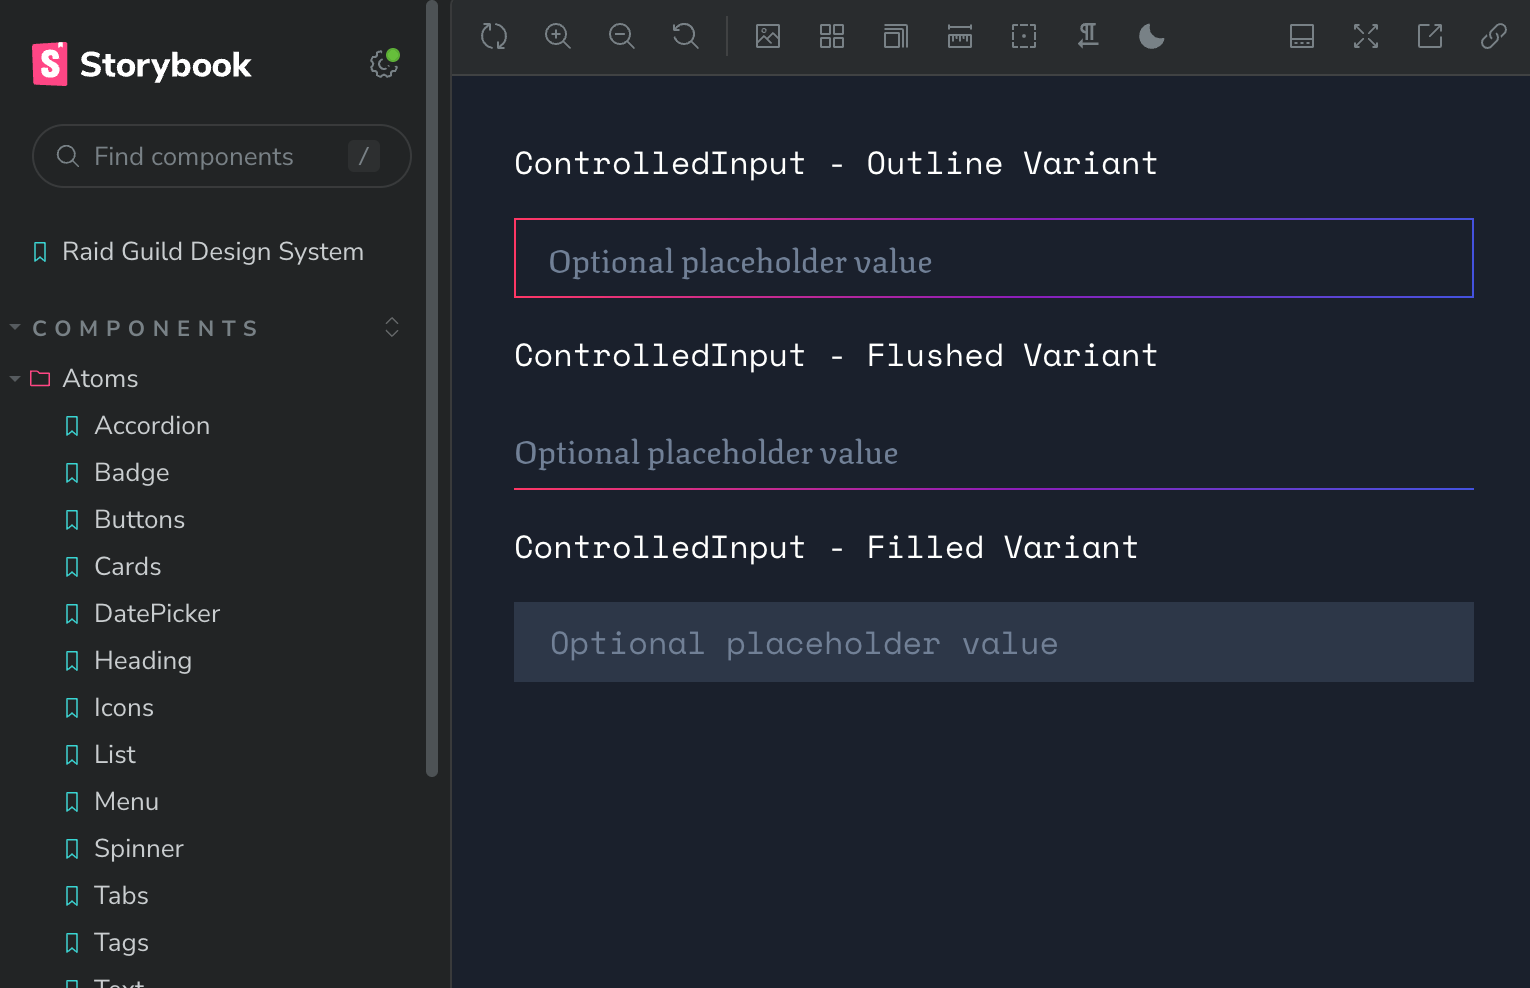 Storybook
Find components
/
Raid Guild Design System
COMPONENTS
Atoms
Accordion
Badge
Buttons
Cards
DatePicker
Heading
Icons
List
Menu
Spinner
Tabs
Tags
Text
ControlledInput - Outline Variant
Optional placeholder value
ControlledInput - Flushed Variant
Optional placeholder value
ControlledInput - Filled Variant
Optional placeholder value